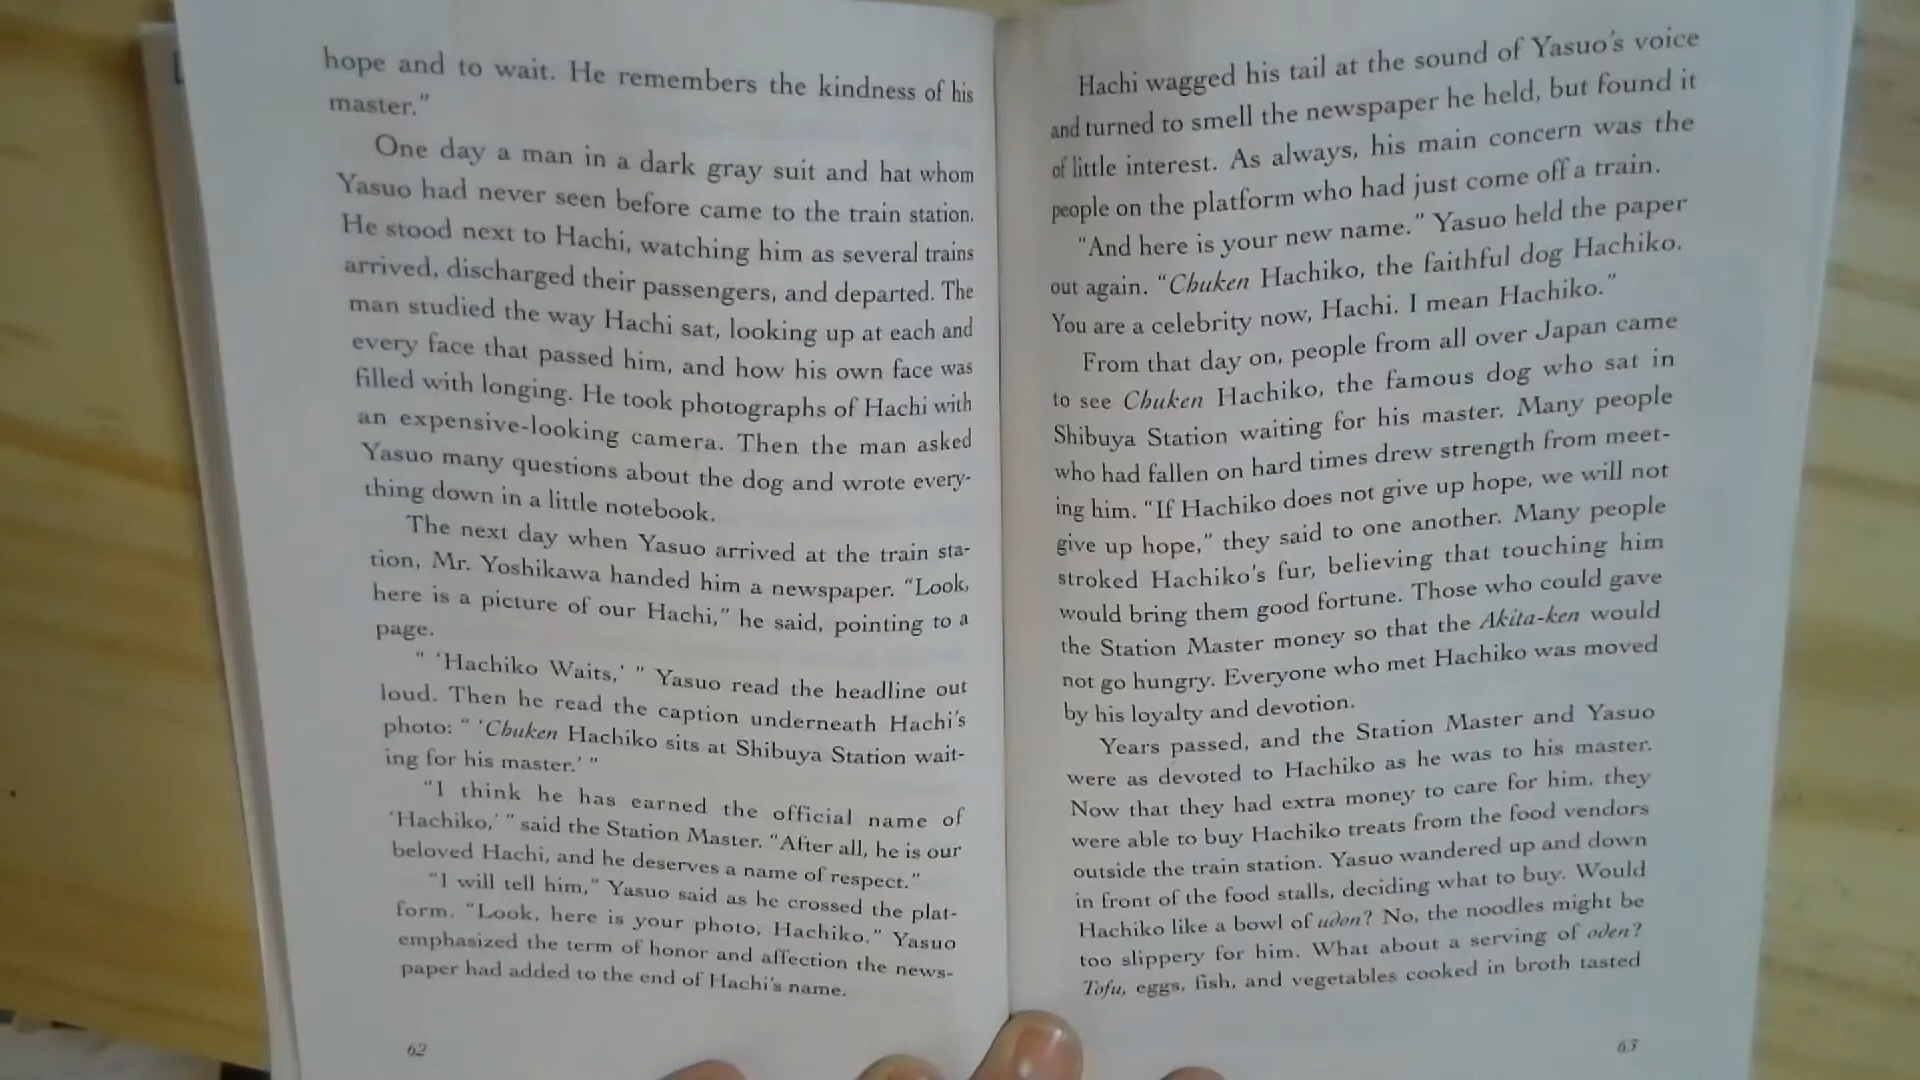 hope and to wait. He remembers the kindness of his
master.”
One day a man in a dark gray suit and hat whom
Yasuo had never seen before came to the train station.
He stood next to Hachi, watching him as several trains
arrived, discharged their passengers, and departed. The
man studied the way Hachi sat, looking up at each and
every face that passed him, and how his own face was
filled with longing. He took photographs of Hachi with
an expensive-looking camera. Then the man asked
Yasuo many questions about the dog and wrote every-
thing down in a little notebook.
The next day when Yasuo arrived at the train sta-
tion, Mr. Yoshikawa handed him a newspaper. “Look,
here is a picture of our Hachi,” he said, pointing to a
page.
“ ‘Hachiko Waits,’ ” Yasuo read the headline out
loud. Then he read the caption underneath Hachi’s
photo: “ ‘Chuken Hachiko sits at Shibuya Station wait-
ing for his master.’ ”
“I think he has earned the official name of
‘Hachiko,’ ” said the Station Master. “After all, he is our
beloved Hachi, and he deserves a name of respect.”
“I will tell him,” Yasuo said as he crossed the plat-
form. “Look, here is your photo, Hachiko.” Yasuo
emphasized the term of honor and affection the news-
paper had added to the end of Hachi’s name.
62
Hachi wagged his tail at the sound of Yasuo’s voice
and turned to smell the newspaper he held, but found it
of little interest. As always, his main concern was the
people on the platform who had just come off a train.
“And here is your new name.” Yasuo held the paper
out again. “Chuken Hachiko, the faithful dog Hachiko.
You are a celebrity now, Hachi. I mean Hachiko.”
From that day on, people from all over Japan came
to see Chuken Hachiko, the famous dog who sat in
Shibuya Station waiting for his master. Many people
who had fallen on hard times drew strength from meet-
ing him. “If Hachiko does not give up hope, we will not
give up hope,” they said to one another. Many people
stroked Hachiko’s fur, believing that touching him
would bring them good fortune. Those who could gave
the Station Master money so that the Akita-ken would
not go hungry. Everyone who met Hachiko was moved
by his loyalty and devotion.
Years passed, and the Station Master and Yasuo
were as devoted to Hachiko as he was to his master.
Now that they had extra money to care for him, they
were able to buy Hachiko treats from the food vendors
outside the train station. Yasuo wandered up and down
in front of the food stalls, deciding what to buy. Would
Hachiko like a bowl of udon? No, the noodles might be
too slippery for him. What about a serving of oden?
Tofu, eggs, fish, and vegetables cooked in broth tasted
63